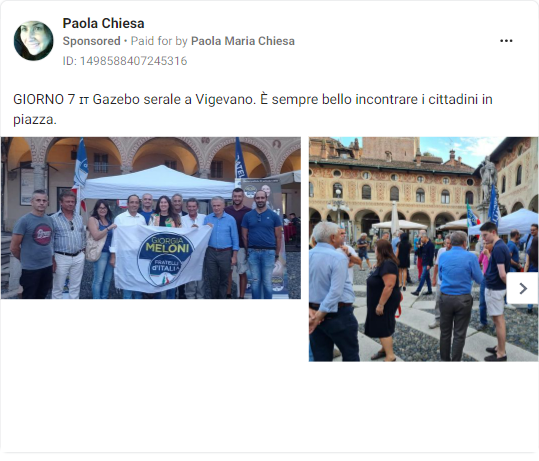 Paola Chiesa
Sponsored • Paid for by Paola Maria Chiesa
ID: 1498588407245316
GIORNO 7 ɪᴛ Gazebo serale a Vigevano. È sempre bello incontrare i cittadini in
piazza.
GIORGIA
MELONI
FRATELLI
d'ITALIA